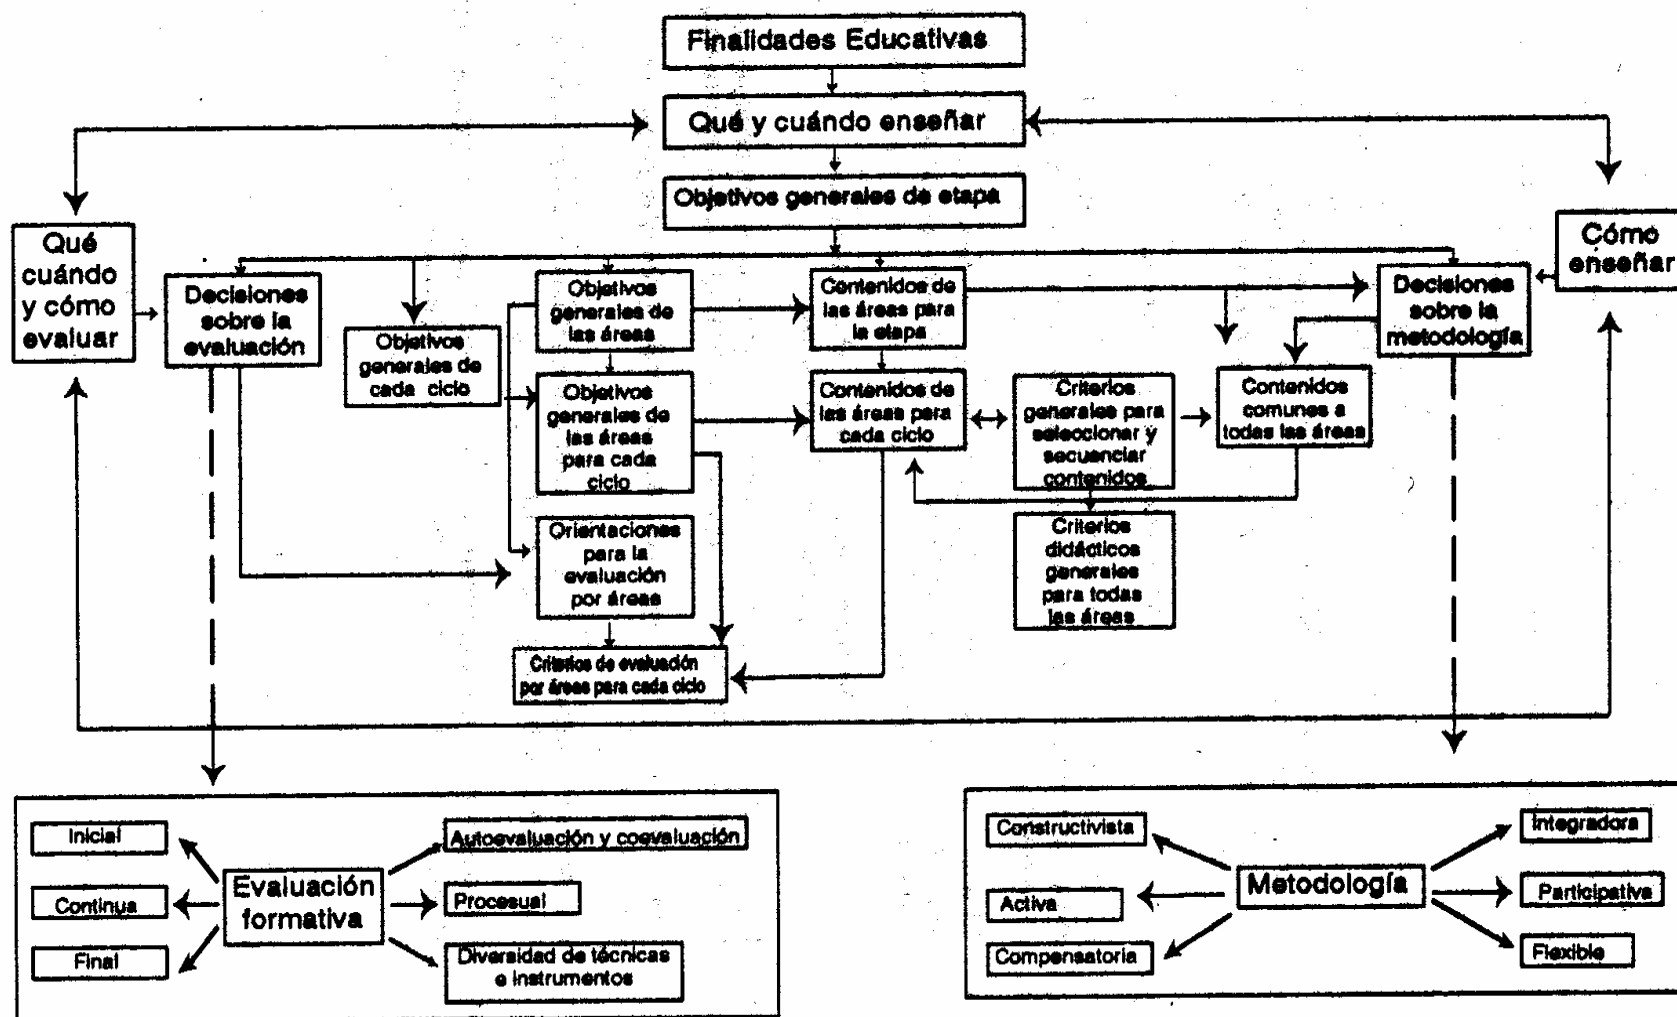 Finalidades Educativas
Qué y cuándo enseñar
Objetivos generales de etapa
Qué
cuándo
y cómo
evaluar
Decisiones
sobre la
evaluación
Objetivos
generales de
cada ciclo
Objetivos
generales de
las áreas
Contenidos de
las áreas para
la etapa
Decisiones
sobre la
metodología
Cómo
enseñar
Objetivos
generales de
las áreas
para cada
ciclo
Contenidos de
las áreas para
cada ciclo
Criterios
generales para
seleccionar y
secuenciar
contenidos
Contenidos
comunes a
todas las áreas
Orientaciones
para la
evaluación
por áreas
Criterios
didácticos
generales
para todas
las áreas
Criterios de evaluación
por áreas para cada ciclo
Inicial
Continua
Final
Evaluación
formativa
Autoevaluación y coevaluación
Procesual
Diversidad de técnicas
e instrumentos
Constructivista
Activa
Compensatoria
Metodología
Integradora
Participativa
Flexible